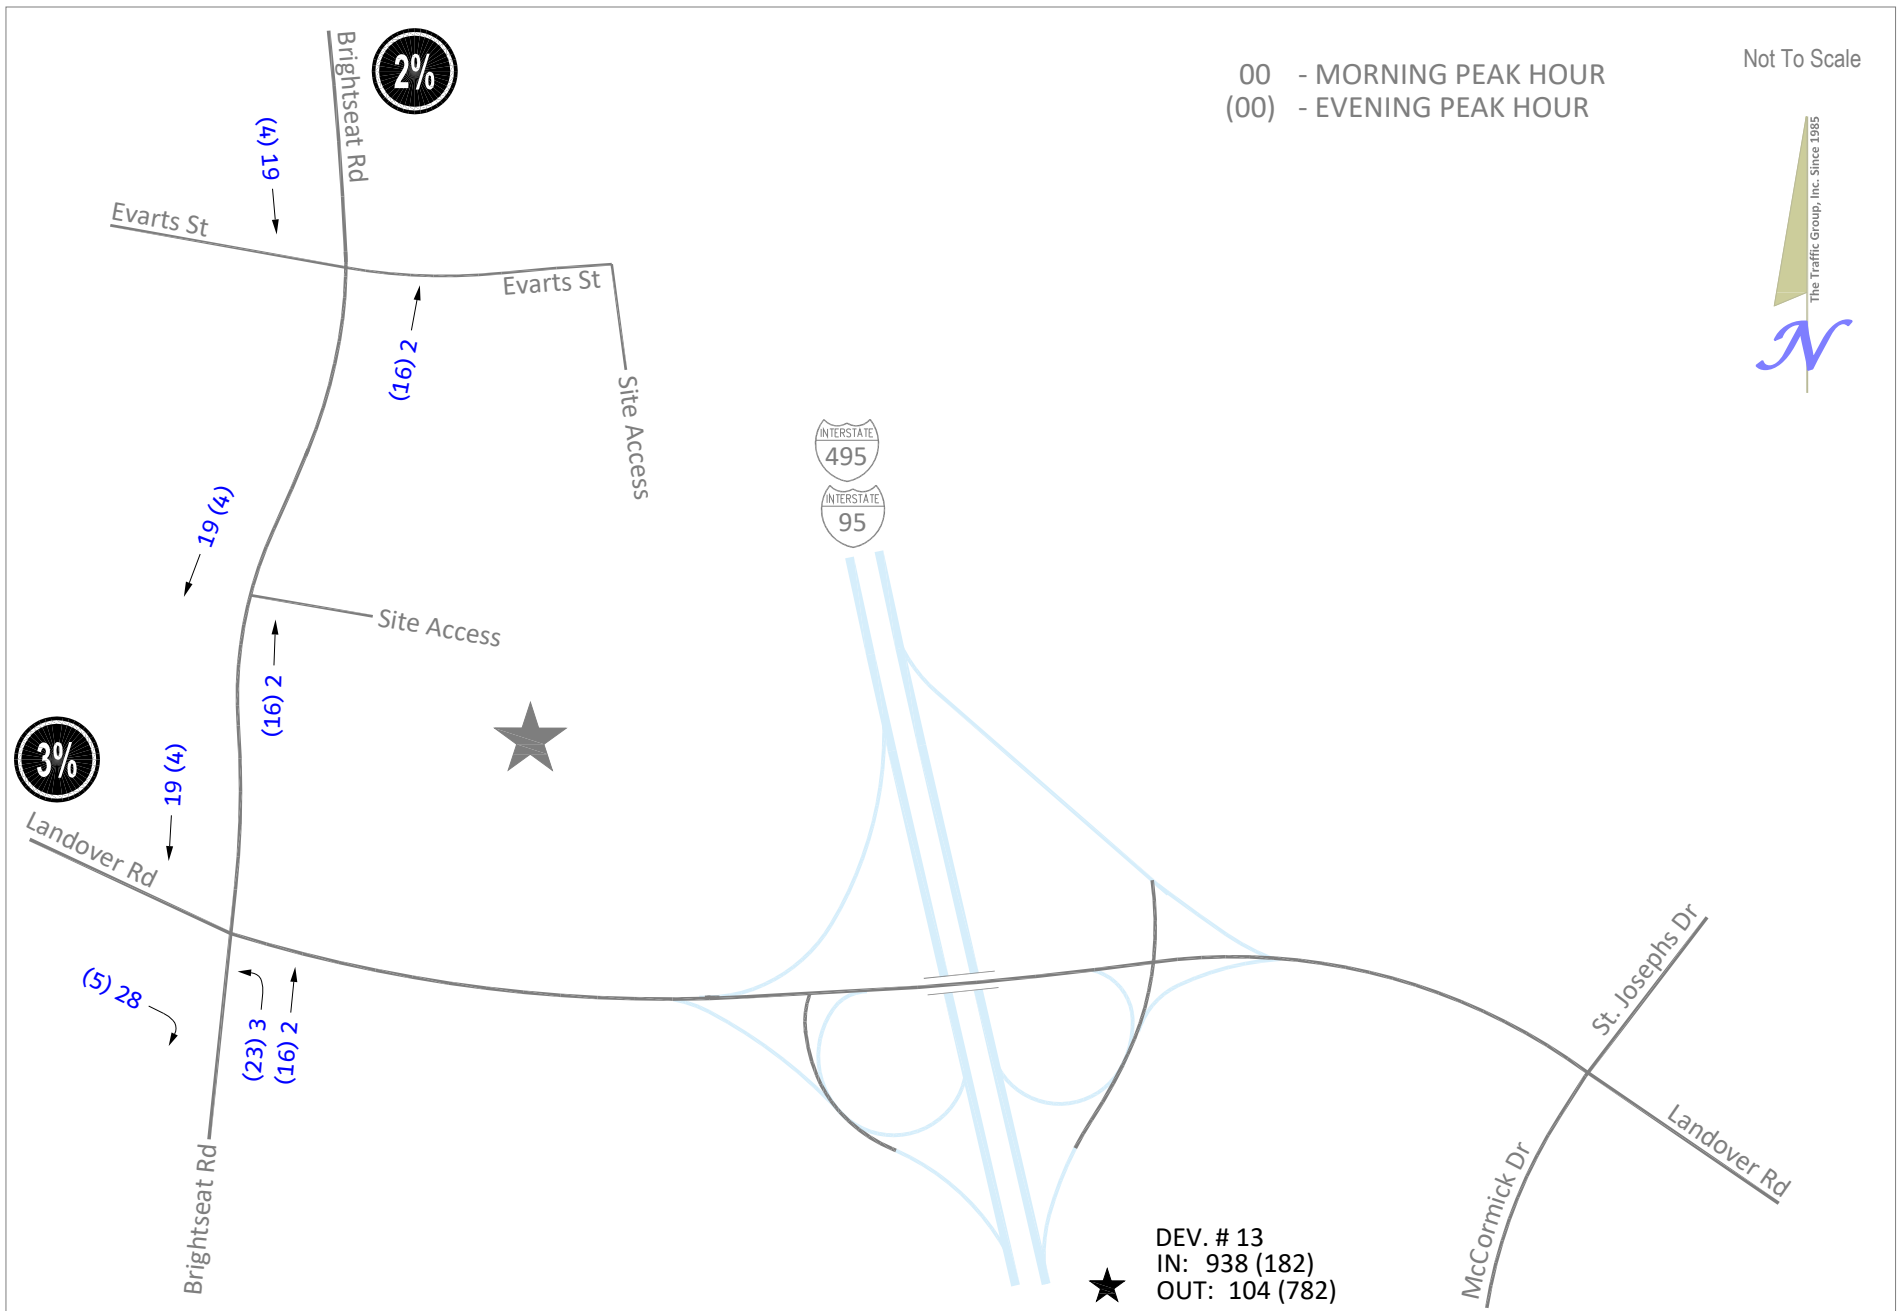 Brightseat Rd
2%
00 - MORNING PEAK HOUR
(00) - EVENING PEAK HOUR
Not To Scale
The Traffic Group, Inc. Since 1985
N
(4) 19
Evarts St
Evarts St
(16) 2
Site Access
INTERSTATE
495
INTERSTATE
95
19 (4)
Site Access
(16) 2
3%
19 (4)
Landover Rd
(5) 28
(23) 3
(16) 2
Brightseat Rd
St. Josephs Dr
Landover Rd
McCormick Dr
DEV. # 13
IN: 938 (182)
OUT: 104 (782)